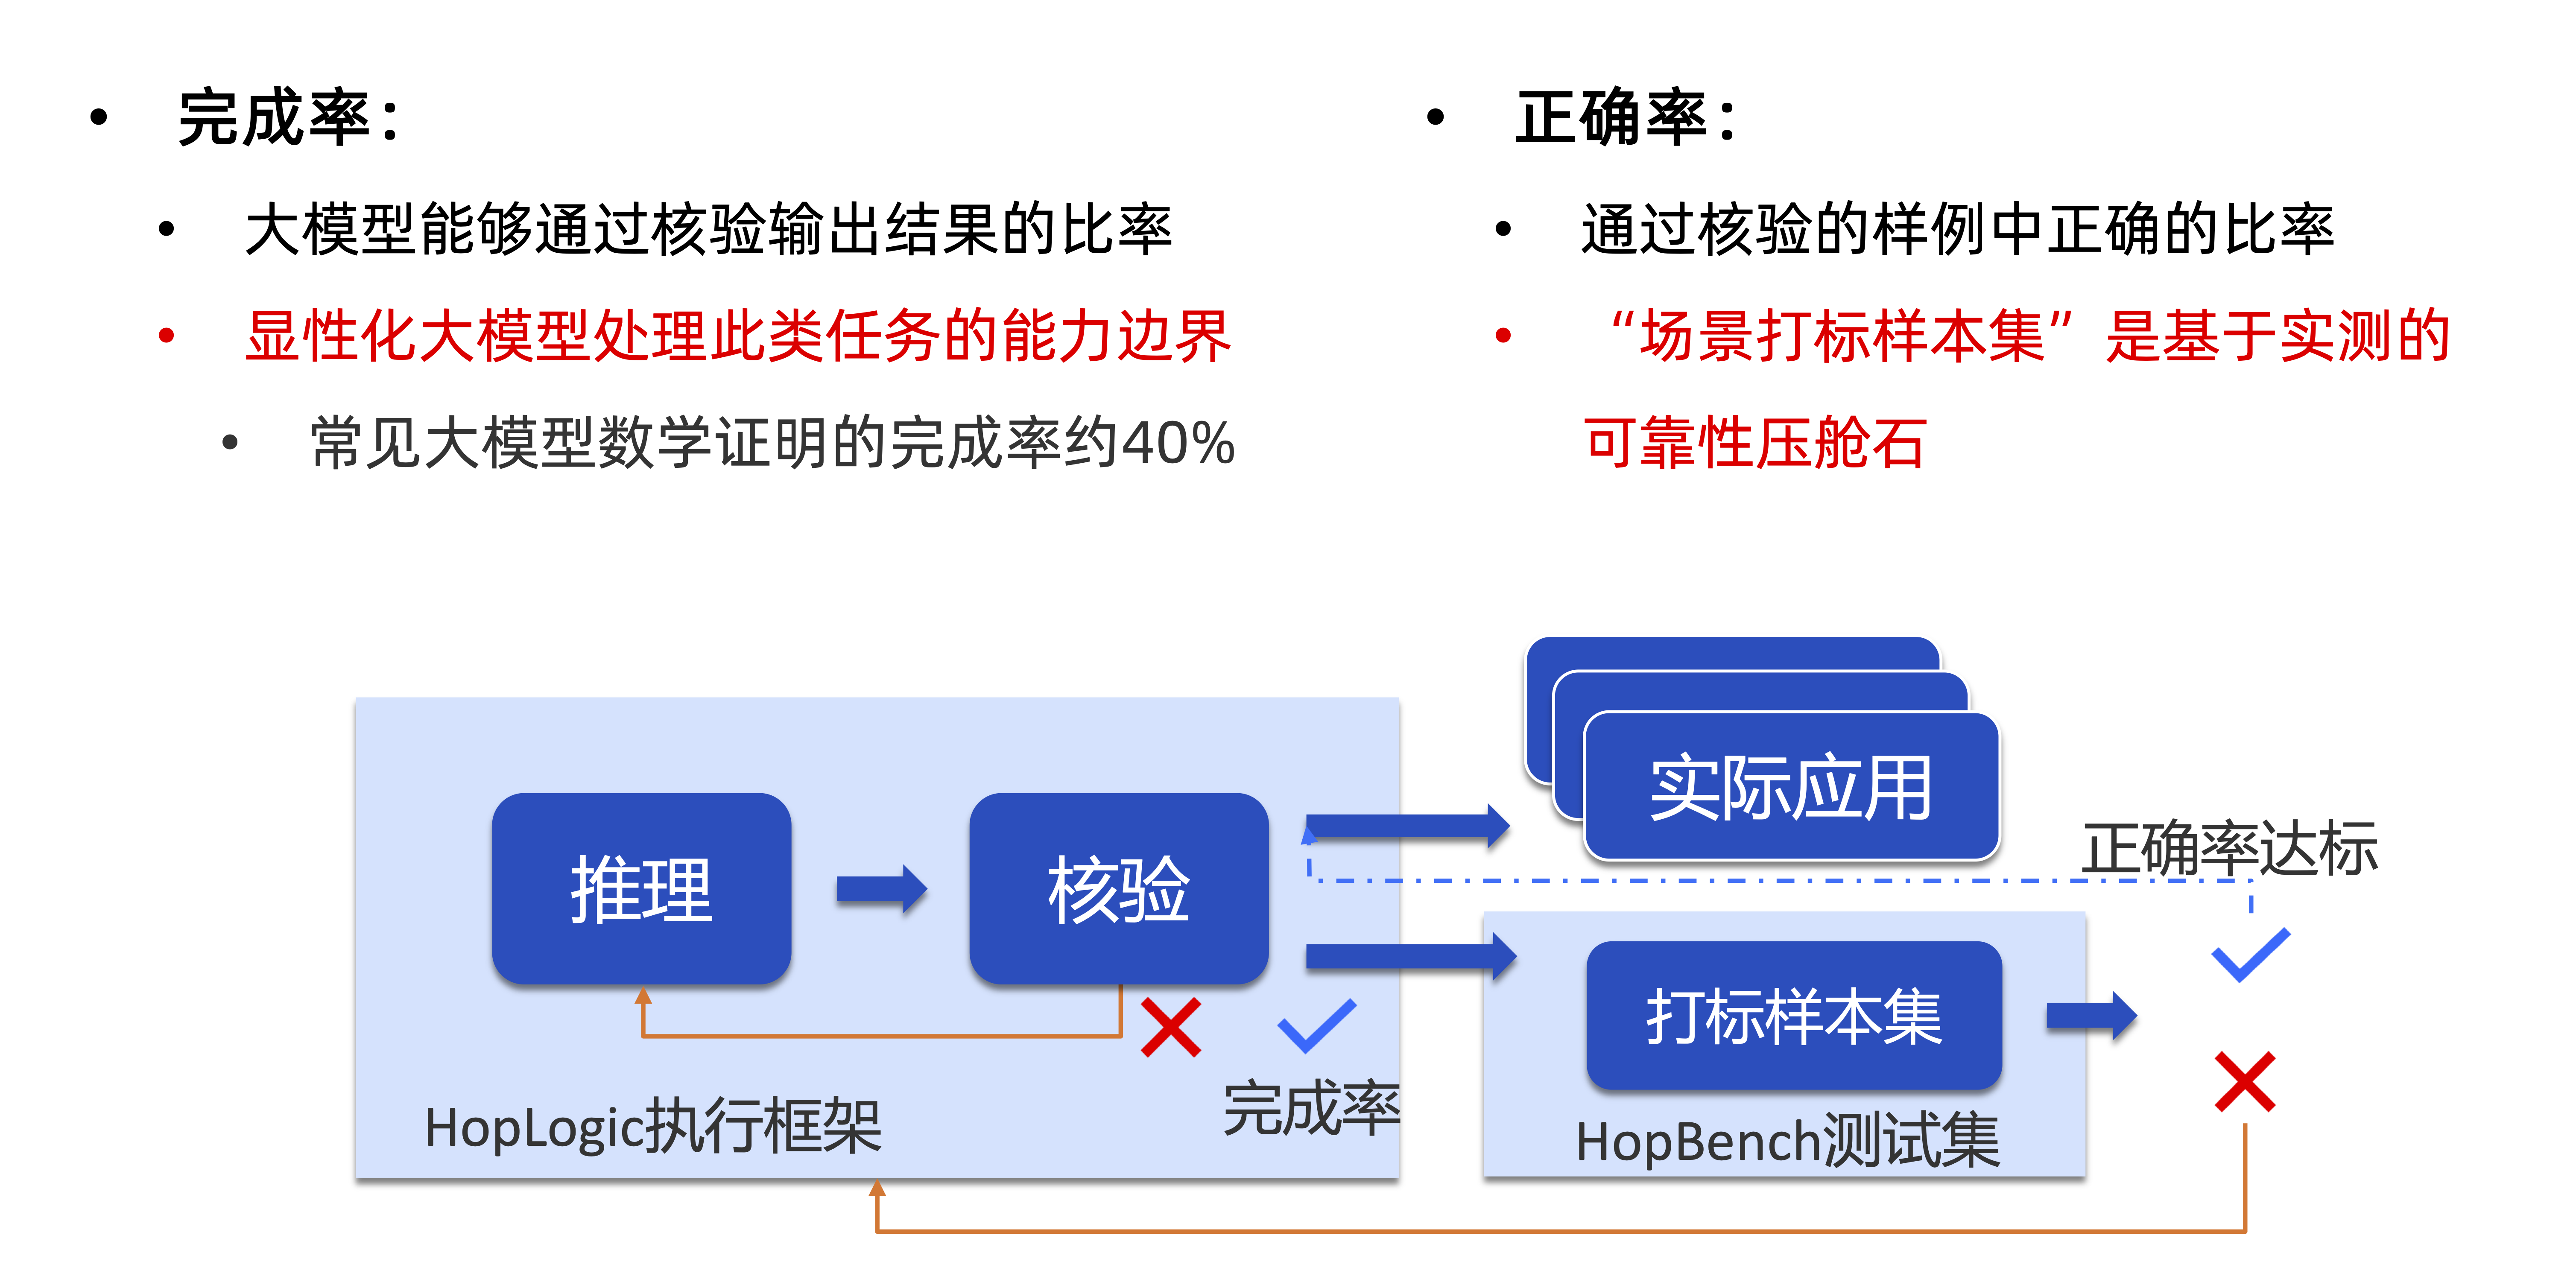 • 完成率：
• 大模型能够通过核验输出结果的比率
• 显性化大模型处理此类任务的能力边界
• 常见大模型数学证明的完成率约40%
• 正确率：
• 通过核验的样例中正确的比率
• “场景打标样本集”是基于实测的
可靠性压舱石
实际应用
正确率达标
推理
核验
打标样本集
完成率
HopLogic执行框架
HopBench测试集